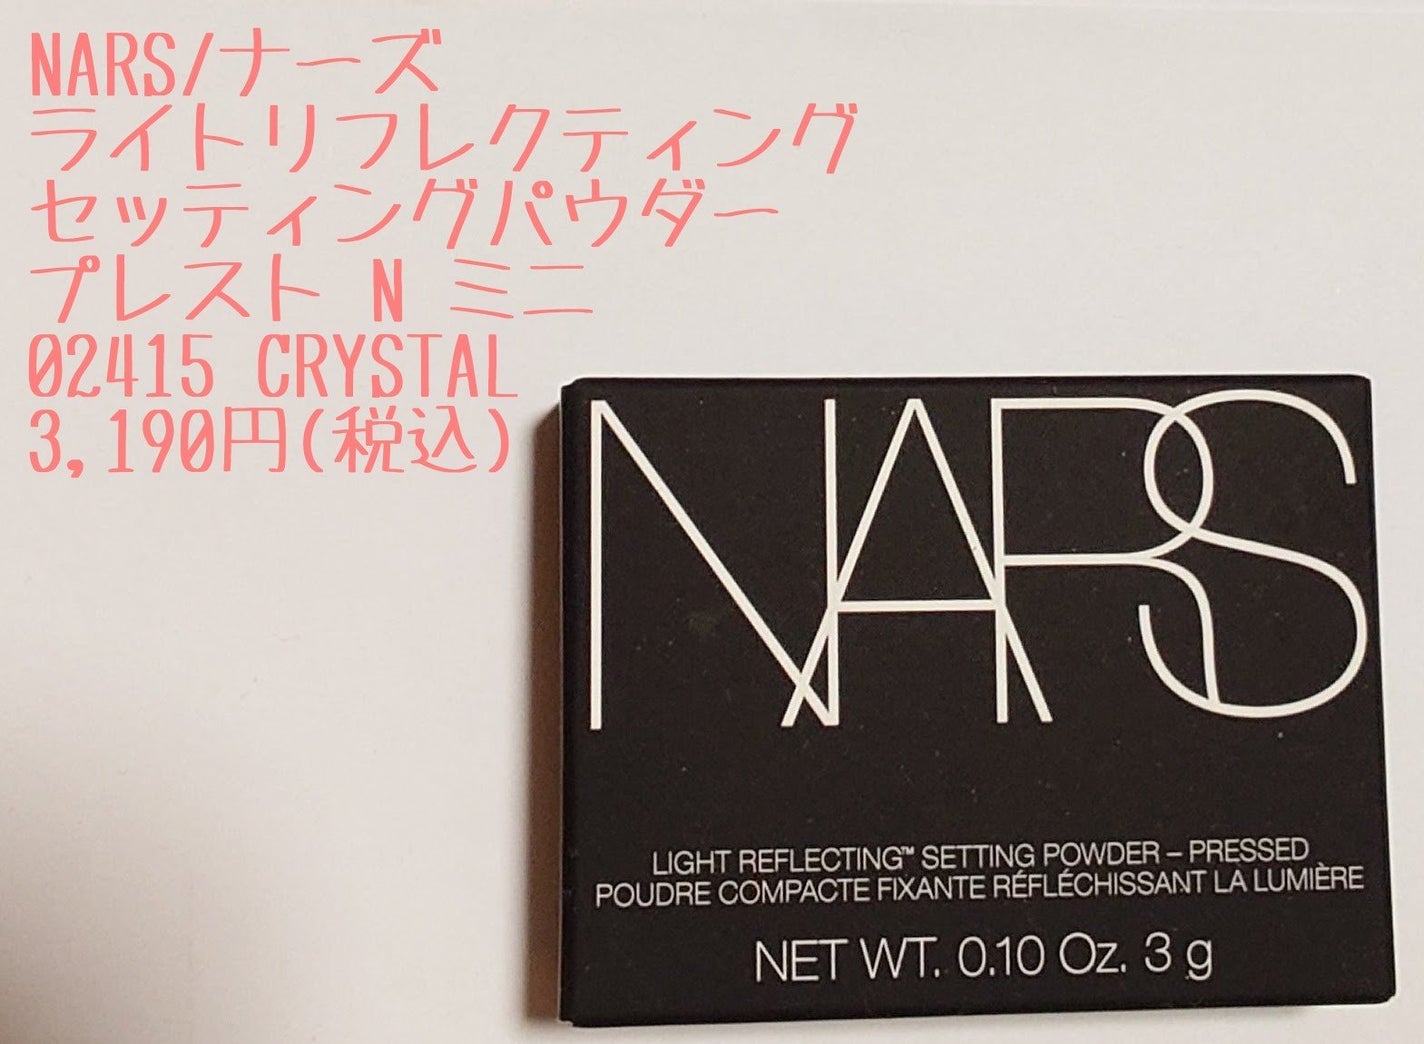 NARS/ナーズ
ライトリフレクティング
セッティングパウダー
プレスト N ミニ
02415 CRYSTAL
3,190円(税込)
NARS
LIGHT REFLECTING™ SETTING POWDER – PRESSED
POUDRE COMPACTE FIXANTE RÉFLÉCHISSANT LA LUMIÈRE
NET WT. 0.10 Oz. 3 g